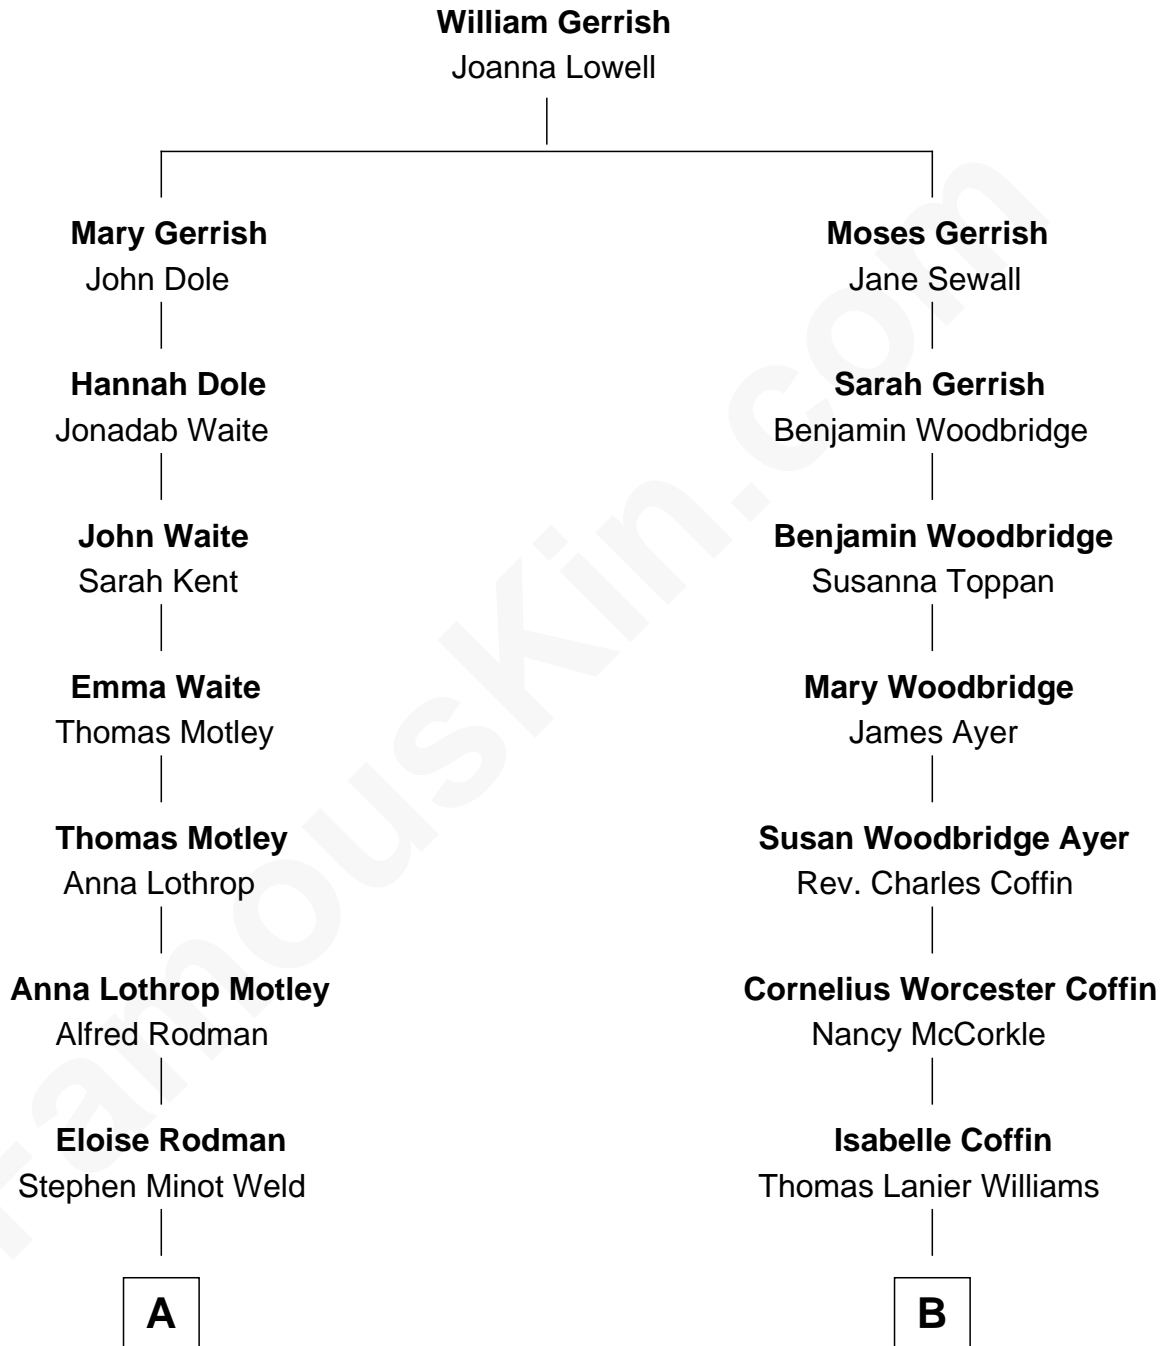 William Gerrish
Joanna Lowell
Mary Gerrish
John Dole
Hannah Dole
Jonadab Waite
John Waite
Sarah Kent
Emma Waite
Thomas Motley
Thomas Motley
Anna Lothrop
Anna Lothrop Motley
Alfred Rodman
Eloise Rodman
Stephen Minot Weld
A
Moses Gerrish
Jane Sewall
Sarah Gerrish
Benjamin Woodbridge
Benjamin Woodbridge
Susanna Toppan
Mary Woodbridge
James Ayer
Susan Woodbridge Ayer
Rev. Charles Coffin
Cornelius Worcester Coffin
Nancy McCorkle
Isabelle Coffin
Thomas Lanier Williams
B
FamousKin.com